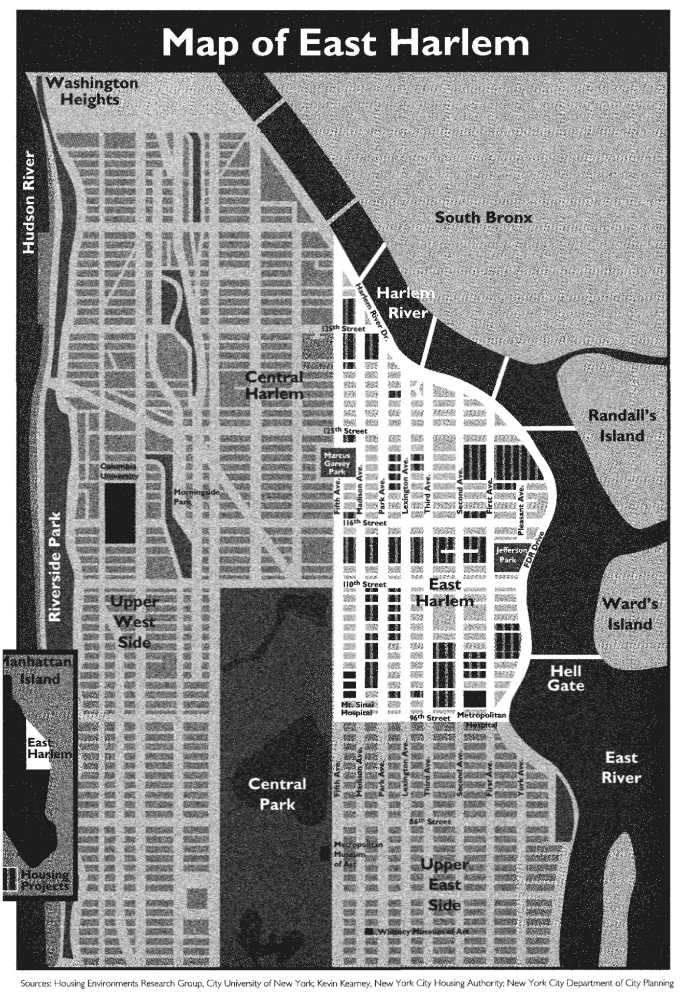 Map of East Harlem
Washington
Heights
Hudson River
South Bronx
Harlem
River
Harlem River Dr.
135th Street
Central
Harlem
Randall's
Island
125th Street
Marcus
Garvey
Park
Columbia
University
Morningside
Park
Fifth Ave.
Madison Ave.
Park Ave.
Lexington Ave.
Third Ave.
Second Ave.
First Ave.
Pleasant Ave.
116th Street
Riverside Park
Jefferson
Park
FDR Drive
110th Street
East
Harlem
Upper
West
Side
Ward's
Island
Manhattan
Island
Hell
Gate
Mt. Sinai
Hospital
96th Street
Metropolitan
Hospital
East
Harlem
Fifth Ave.
Madison Ave.
Park Ave.
Lexington Ave.
Third Ave.
Second Ave.
First Ave.
York Ave.
East
River
Central
Park
86th Street
Metropolitan
Museum
of Art
Housing
Projects
Upper
East
Side
Whitney Museum of Art
Sources: Housing Environments Research Group, City University of New York; Kevin Kearney, New York City Housing Authority; New York City Department of City Planning